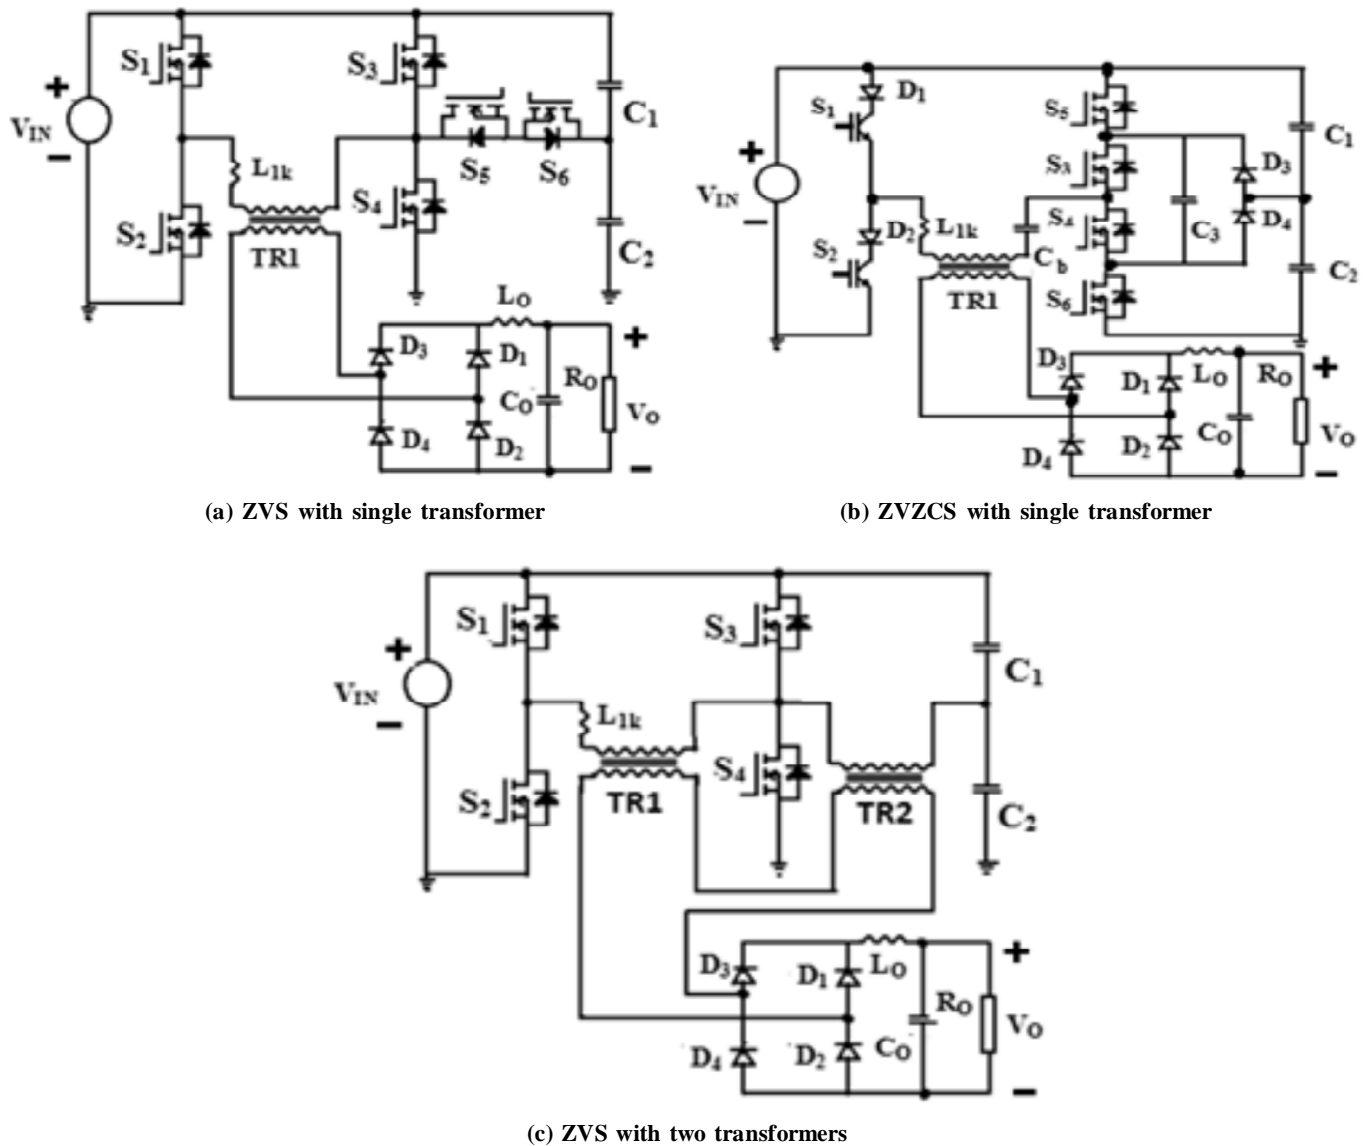 S1
S3
+
VIN
−
C1
L1k
S5
S6
S4
S2
TR1
C2
LO
+
D3
D1
RO
CO
VO
D4
D2
−
(a) ZVS with single transformer
D1
S1
S5
C1
+
VIN
−
S3
D3
D2
L1k
S4
C3
D4
S2
Cb
C2
TR1
S6
D3
D1
LO
RO
+
CO
VO
D4
D2
−
(b) ZVZCS with single transformer
S1
S3
+
VIN
−
C1
L1k
S4
S2
TR1
TR2
C2
+
D3
D1
LO
RO
VO
D4
D2
CO
−
(c) ZVS with two transformers